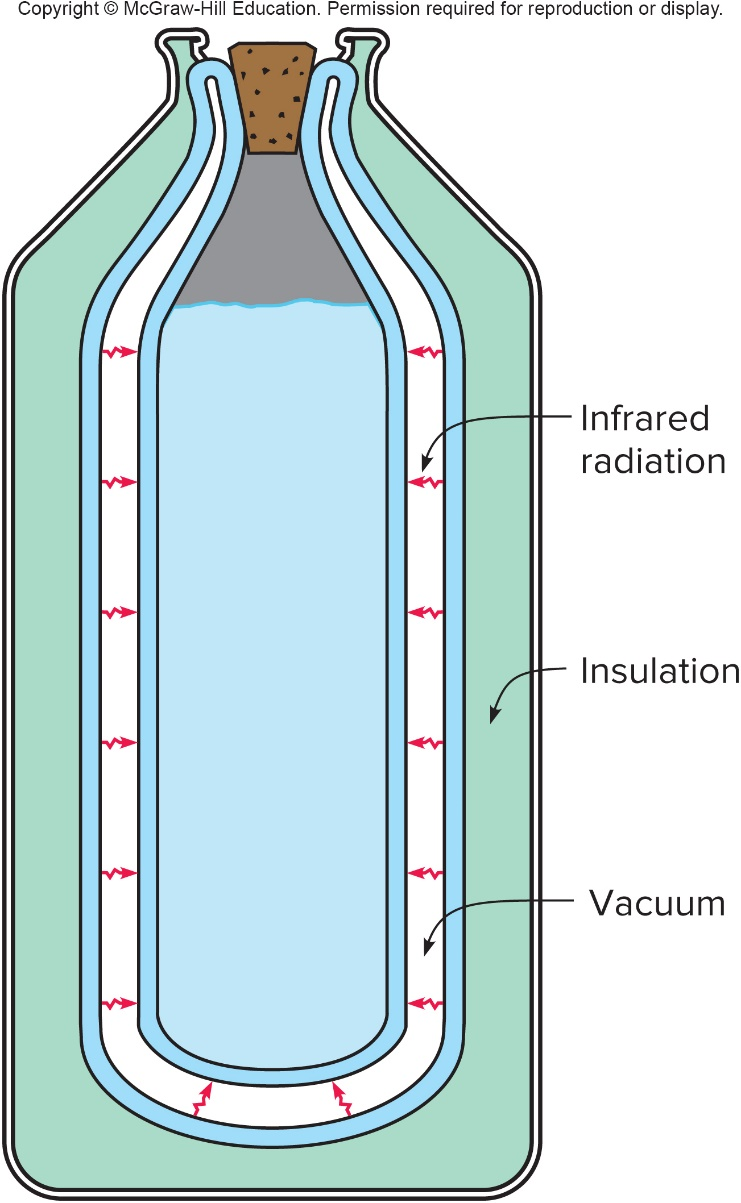 Copyright © McGraw-Hill Education. Permission required for reproduction or display.
Infrared
radiation
Insulation
Vacuum